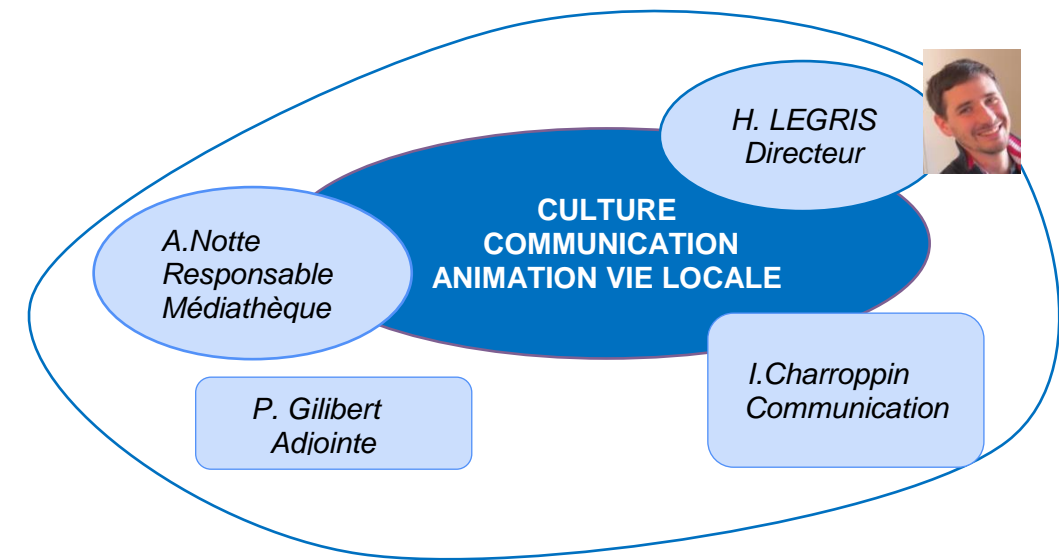 H. LEGRIS
Directeur
CULTURE
COMMUNICATION
ANIMATION VIE LOCALE
A.Notte
Responsable
Médiathèque
I.Charroppin
Communication
P. Gilibert
Adjointe